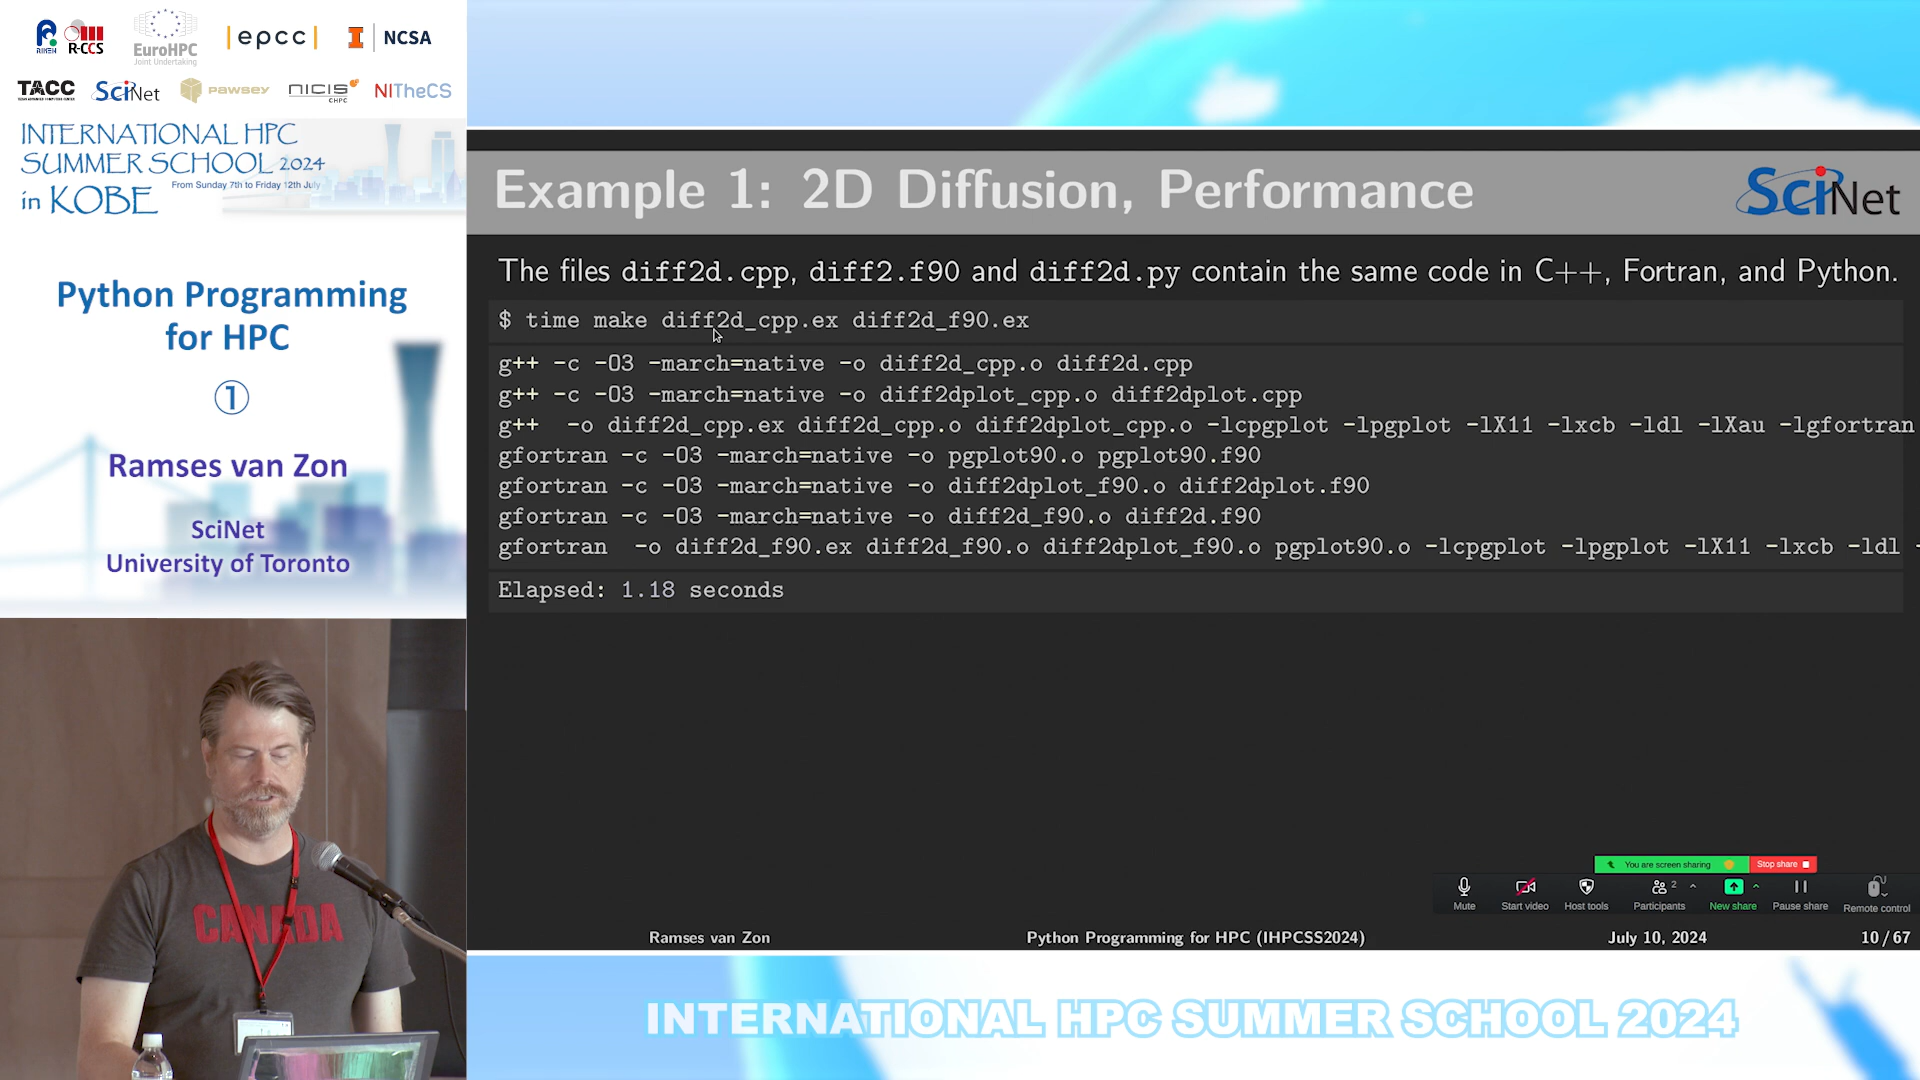 RIKEN
R-CCS
EuroHPC
Joint Undertaking
epcc
NCSA
TACC
SciNet
PAWSEY
NICIS
CHPC
NITheCS
INTERNATIONAL HPC
SUMMER SCHOOL 2024
From Sunday 7th to Friday 12th July
in KOBE
Python Programming
for HPC
①
Ramses van Zon
SciNet
University of Toronto
CANADA
Example 1: 2D Diffusion, Performance
SciNet
The files diff2d.cpp, diff2.f90 and diff2d.py contain the same code in C++, Fortran, and Python.
$ time make diff2d_cpp.ex diff2d_f90.ex
g++ -c -O3 -march=native -o diff2d_cpp.o diff2d.cpp
g++ -c -O3 -march=native -o diff2dplot_cpp.o diff2dplot.cpp
g++  -o diff2d_cpp.ex diff2d_cpp.o diff2dplot_cpp.o -lcpgplot -lpgplot -lX11 -lxcb -ldl -lXau -lgfortran
gfortran -c -O3 -march=native -o pgplot90.o pgplot90.f90
gfortran -c -O3 -march=native -o diff2dplot_f90.o diff2dplot.f90
gfortran -c -O3 -march=native -o diff2d_f90.o diff2d.f90
gfortran  -o diff2d_f90.ex diff2d_f90.o diff2dplot_f90.o pgplot90.o -lcpgplot -lpgplot -lX11 -lxcb -ldl -
Elapsed: 1.18 seconds
You are screen sharing
Stop share
Mute
Start video
Host tools
Participants
2
New share
Pause share
Remote control
Ramses van Zon
Python Programming for HPC (IHPCSS2024)
July 10, 2024
10 / 67
INTERNATIONAL HPC SUMMER SCHOOL 2024